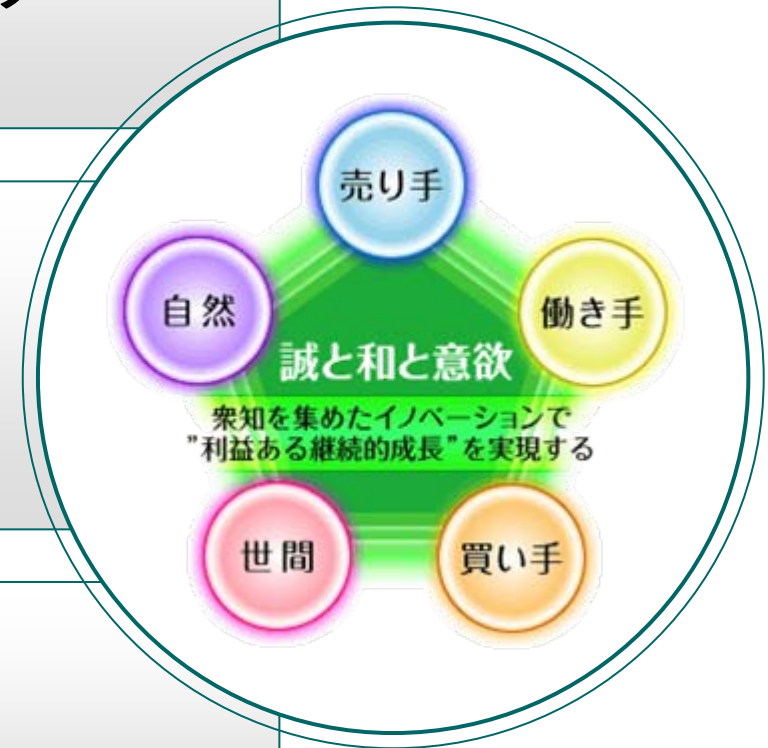 売り手
自然
働き手
誠と和と意欲
衆知を集めたイノベーションで
”利益ある継続的成長”を実現する
世間
買い手